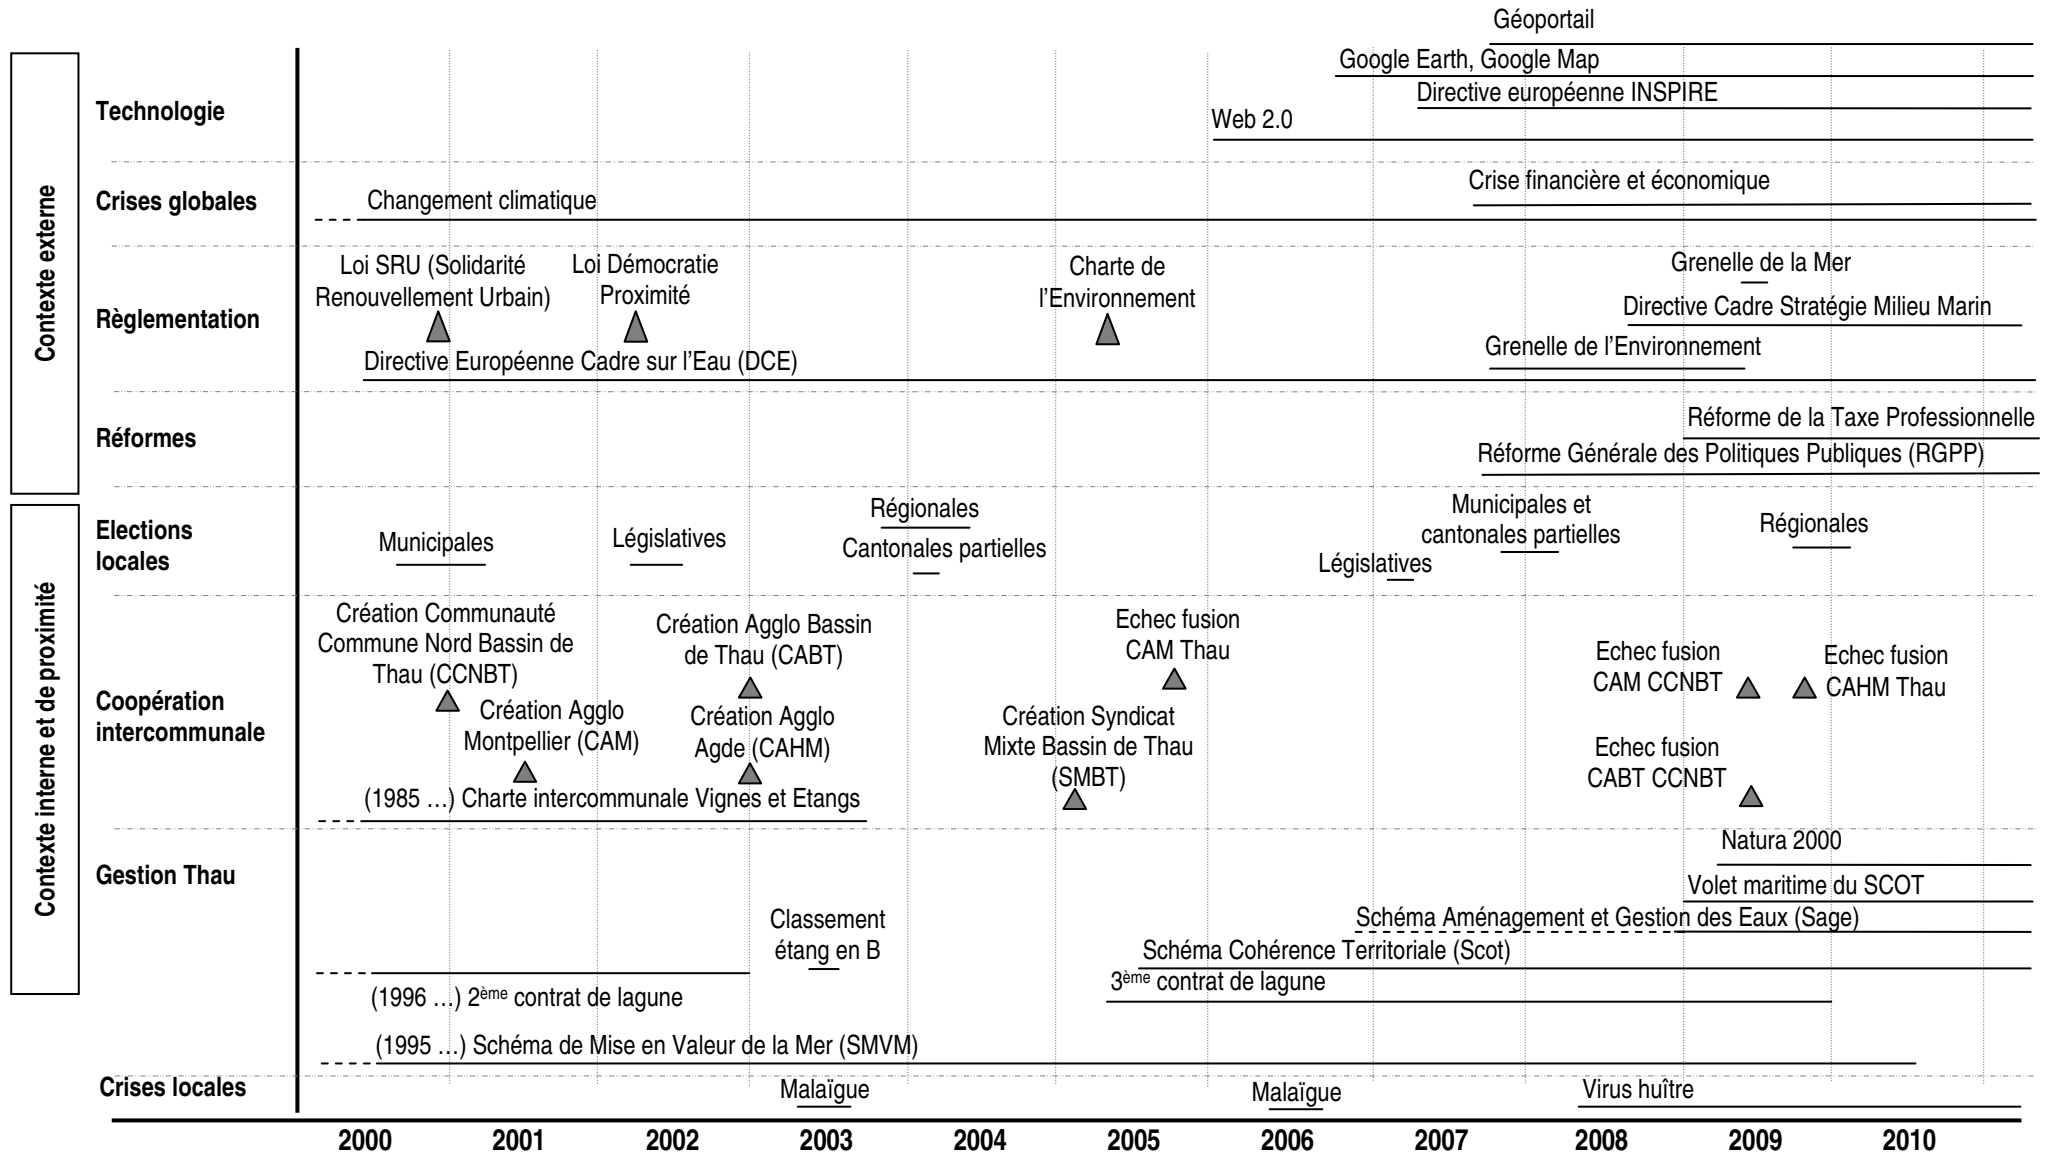 Contexte externe
Technologie
Géoportail
Google Earth, Google Map
Directive européenne INSPIRE
Web 2.0
Crises globales
Changement climatique
Crise financière et économique
Règlementation
Loi SRU (Solidarité
Renouvellement Urbain)
Loi Démocratie
Proximité
Charte de
l'Environnement
Grenelle de la Mer
Directive Cadre Stratégie Milieu Marin
Grenelle de l'Environnement
Directive Européenne Cadre sur l'Eau (DCE)
Réformes
Réforme de la Taxe Professionnelle
Réforme Générale des Politiques Publiques (RGPP)
Contexte interne et de proximité
Elections
locales
Municipales
Législatives
Régionales
Cantonales partielles
Législatives
Municipales et
cantonales partielles
Régionales
Coopération
intercommunale
Création Communauté
Commune Nord Bassin de
Thau (CCNBT)
Création Agglo
Montpellier (CAM)
Création Agglo Bassin
de Thau (CABT)
Création Agglo
Agde (CAHM)
Echec fusion
CAM Thau
Création Syndicat
Mixte Bassin de Thau
(SMBT)
Echec fusion
CAM CCNBT
Echec fusion
CAHM Thau
Echec fusion
CABT CCNBT
(1985 ...) Charte intercommunale Vignes et Etangs
Gestion Thau
Natura 2000
Volet maritime du SCOT
Schéma Aménagement et Gestion des Eaux (Sage)
Classement
étang en B
Schéma Cohérence Territoriale (Scot)
3ème contrat de lagune
(1996 ...) 2ème contrat de lagune
(1995 ...) Schéma de Mise en Valeur de la Mer (SMVM)
Crises locales
Malaïgue
Malaïgue
Virus huître
2000 2001 2002 2003 2004 2005 2006 2007 2008 2009 2010